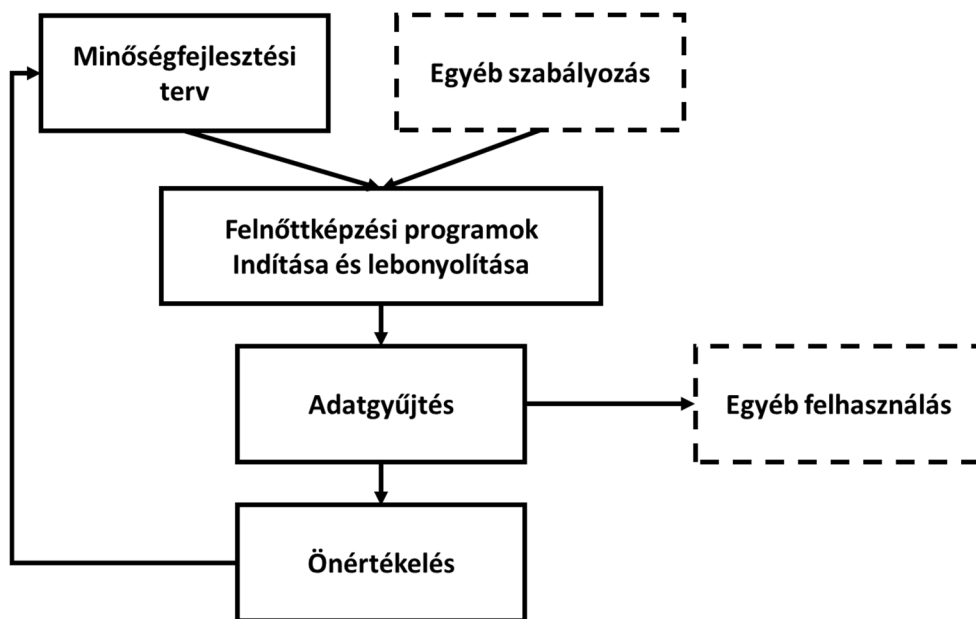 Minőségfejlesztési
terv
Egyéb szabályozás
Felnőttképzési programok
Indítása és lebonyolítása
Adatgyűjtés
Egyéb felhasználás
Önértékelés